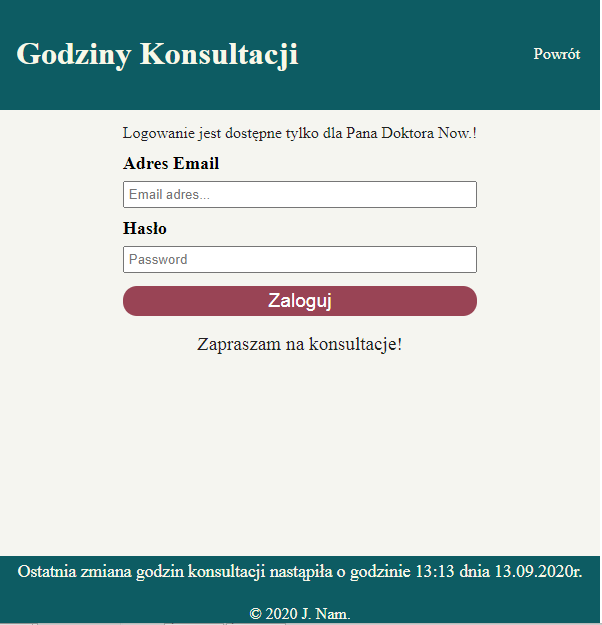 Godziny Konsultacji
Powrót
Logowanie jest dostępne tylko dla Pana Doktora Now.!
Adres Email
Email adres...
Hasło
Password
Zaloguj
Zapraszam na konsultacje!
Ostatnia zmiana godzin konsultacji nastąpiła o godzinie 13:13 dnia 13.09.2020r.
© 2020 J. Nam.